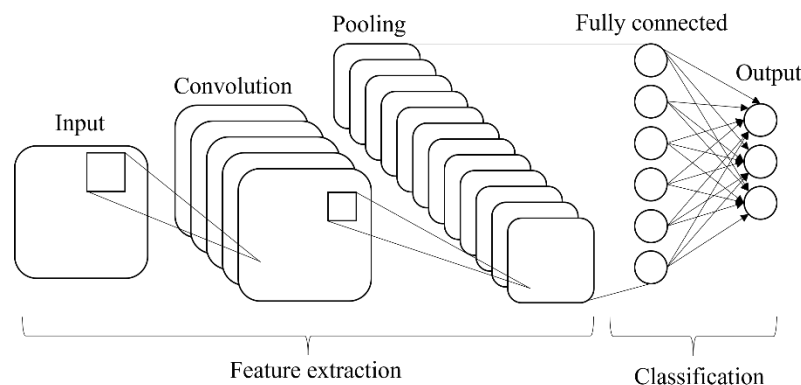 Pooling
Fully connected
Convolution
Output
Input
Feature extraction
Classification